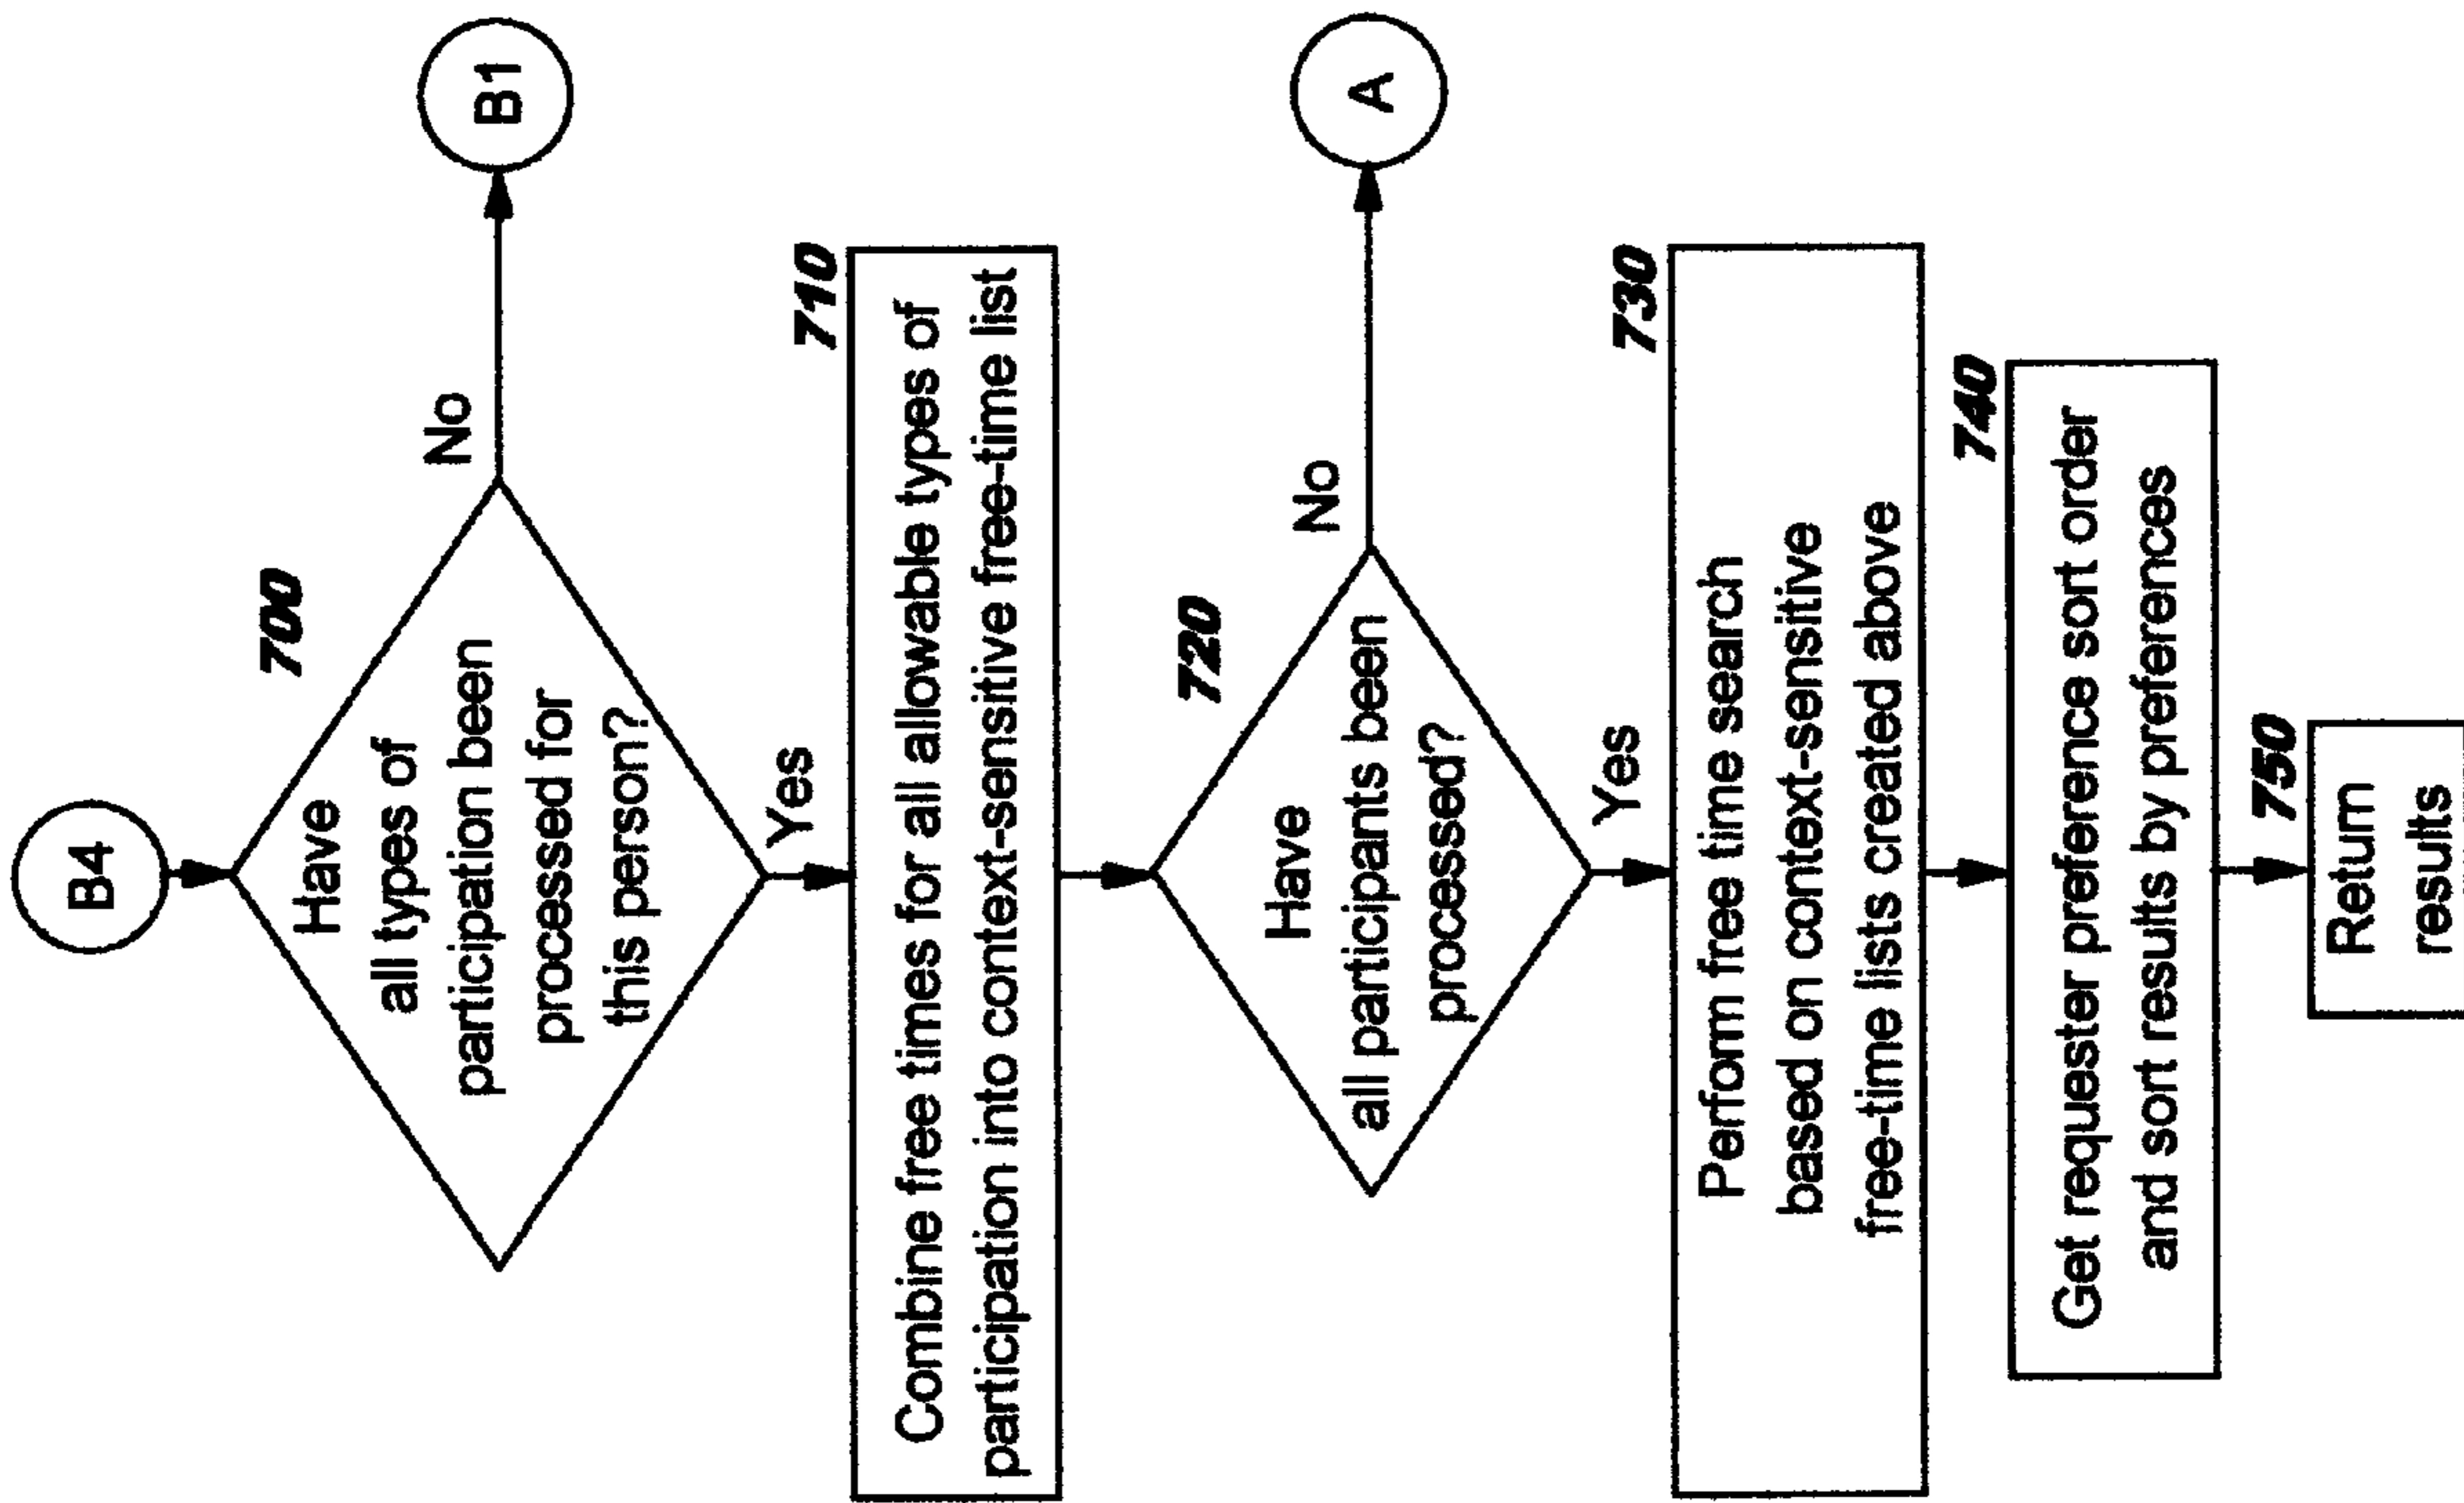 B4
700
Have
all types of
participation been
processed for
this person?
No
B1
Yes
710
Combine free times for all allowable types of
participation into context-sensitive free-time list
720
Have
all participants been
processed?
No
A
Yes
730
Perform free time search
based on context-sensitive
free-time lists created above
740
Get requester preference sort order
and sort results by preferences
750
Return
results